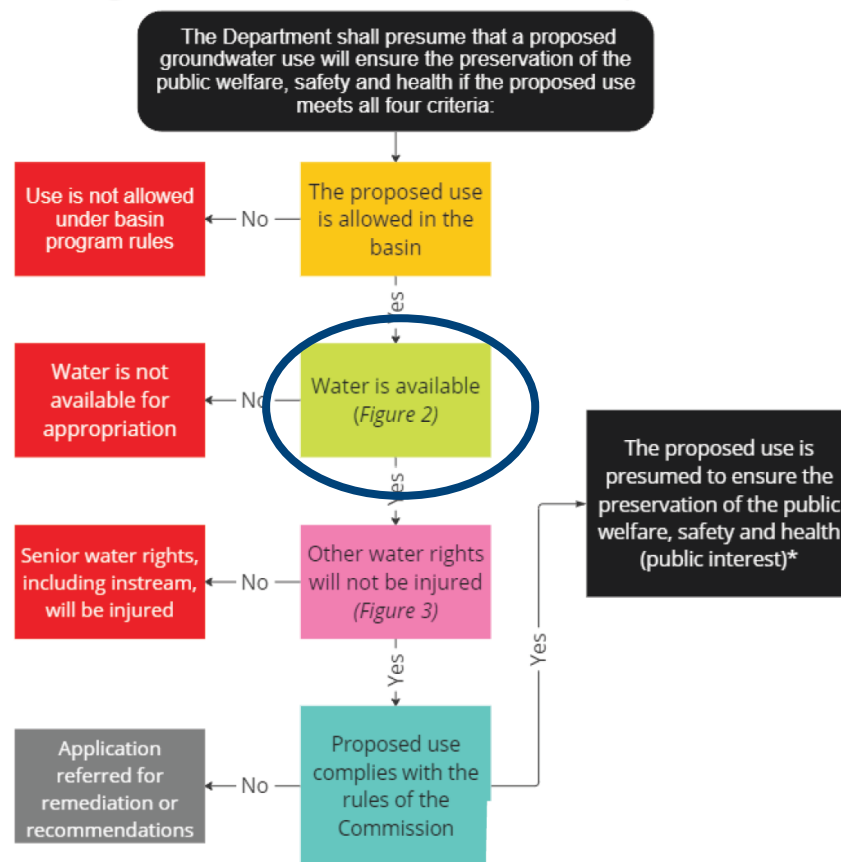 The Department shall presume that a proposed
groundwater use will ensure the preservation of the
public welfare, safety and health if the proposed use
meets all four criteria:
Use is not allowed
under basin
program rules
No
The proposed use
is allowed in the
basin
Yes
Water is not
available for
appropriation
No
Water is available
(Figure 2)
Yes
The proposed use is
presumed to ensure the
preservation of the public
welfare, safety and health
(public interest)*
Senior water rights,
including instream,
will be injured
No
Other water rights
will not be injured
(Figure 3)
Yes
Yes
Application
referred for
remediation or
recommendations
No
Proposed use
complies with the
rules of the
Commission